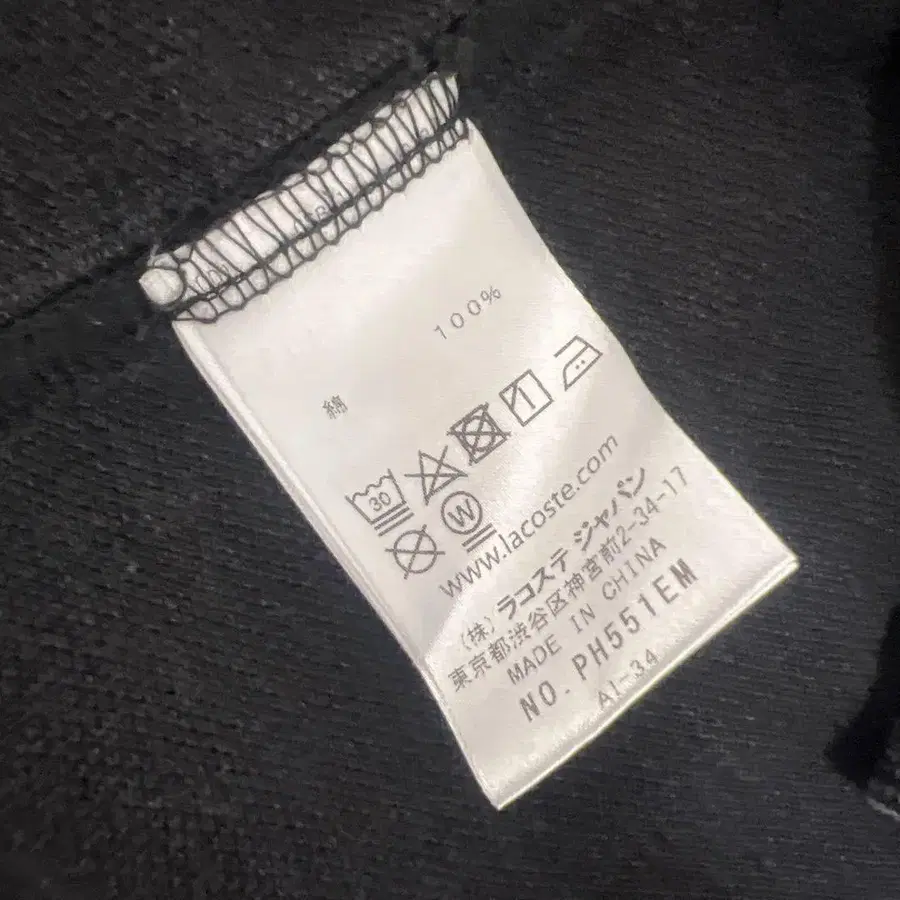 綿 100%
30
W
www.lacoste.com
(株) ラコステ ジャパン
東京都渋谷区神宮前2-34-17
MADE IN CHINA
NO. PH551EM
AI-34